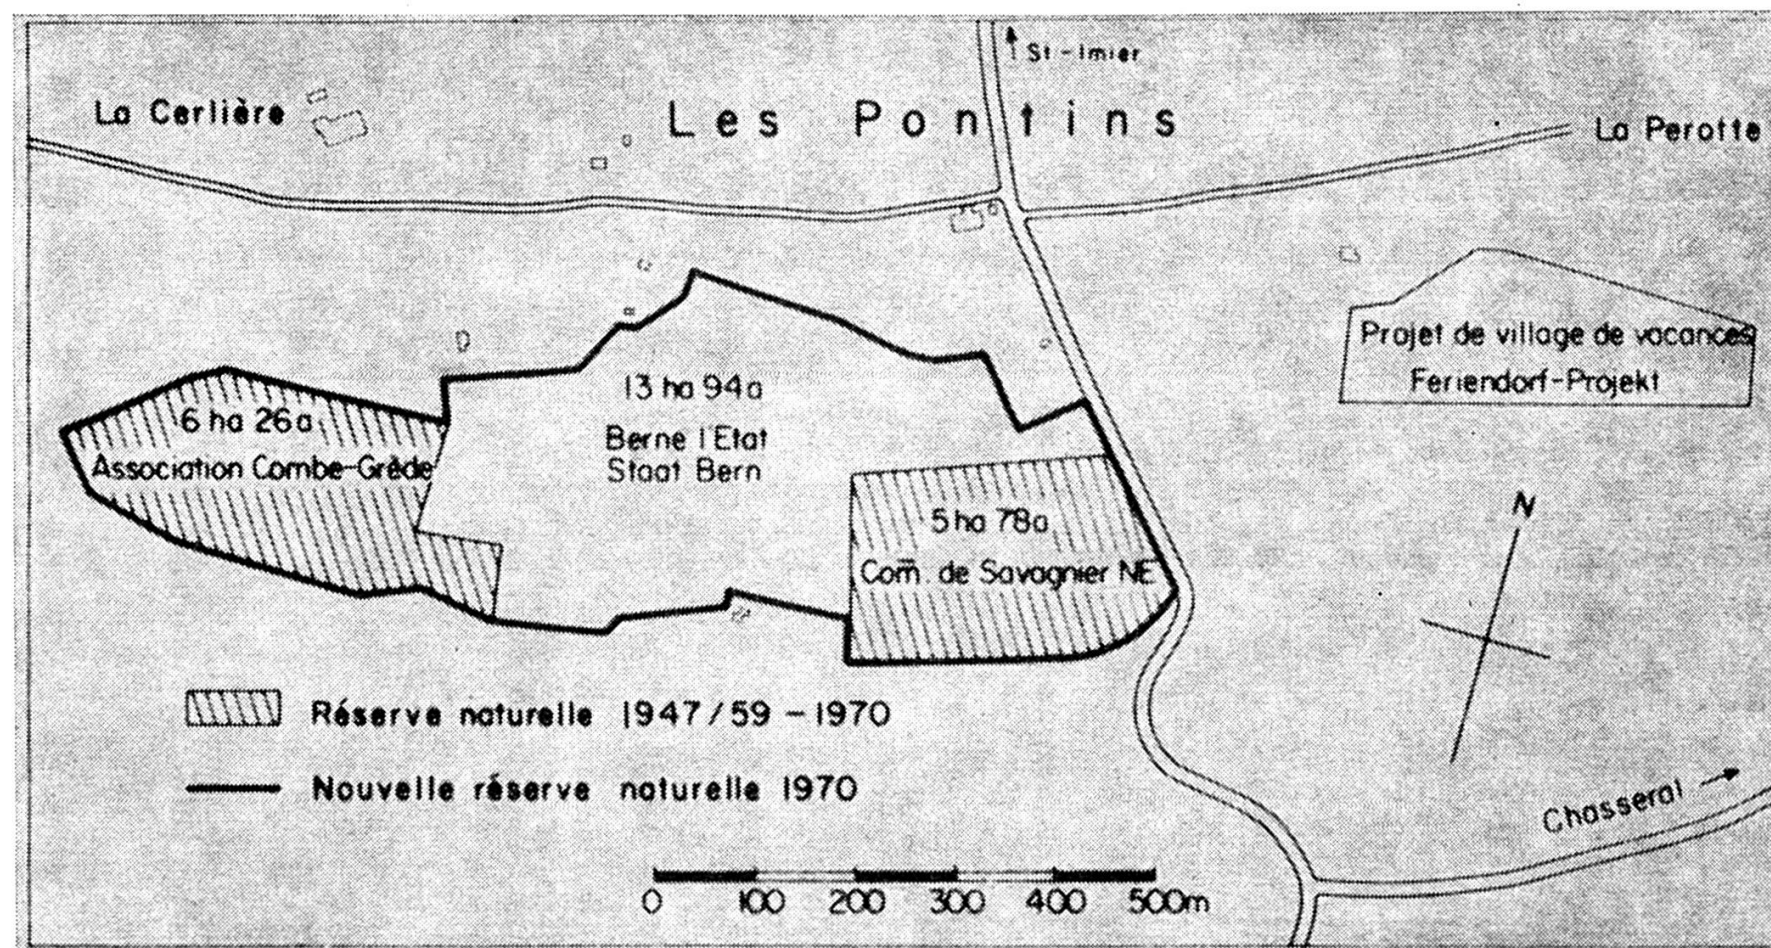 St-Imier
La Cerlière
Les Pontins
La Perotte
Projet de village de vacances
Feriendorf-Projekt
13 ha 94a
Berne l'Etat
Staat Bern
6 ha 26a
Association Combe-Grède
5 ha 78a
Com̄. de Savagnier NE
N
Réserve naturelle 1947/59-1970
Nouvelle réserve naturelle 1970
Chasseral
0 100 200 300 400 500m